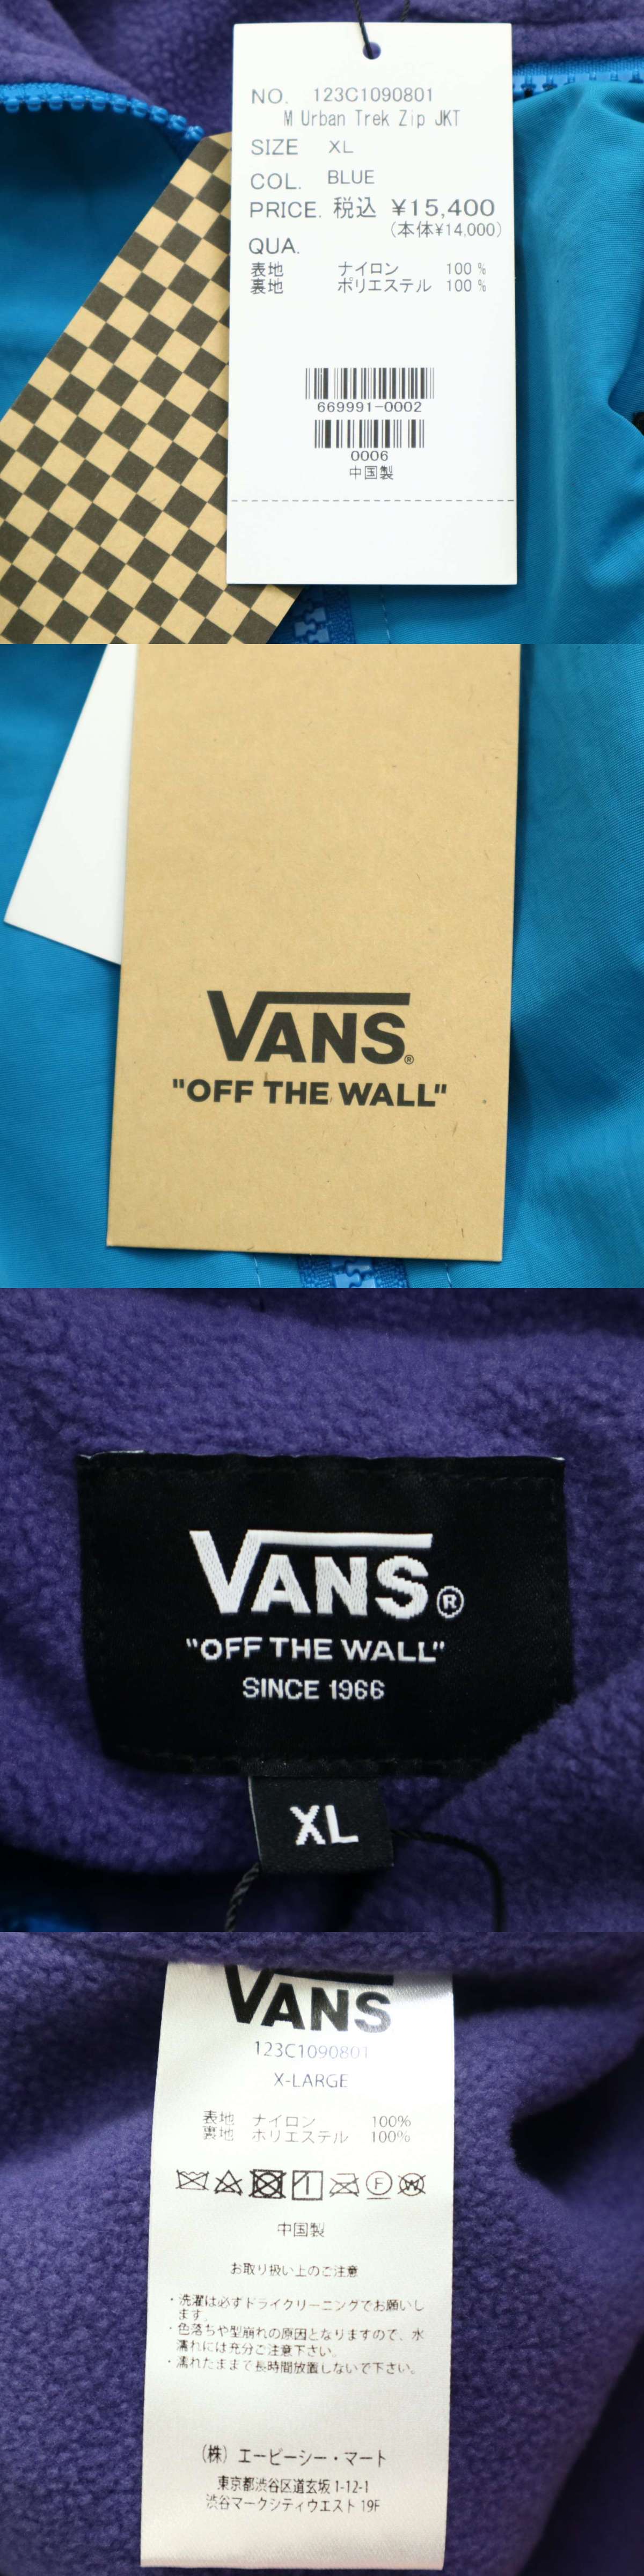 NO. 123C1090801
M Urban Trek Zip JKT
SIZE XL
COL. BLUE
PRICE. 税込 ¥15,400
(本体¥14,000)
QUA.
表地 ナイロン 100 %
裏地 ポリエステル 100 %
669991-0002
0006
中国製
VANS®
"OFF THE WALL"
VANS®
"OFF THE WALL"
SINCE 1966
XL
VANS
123C1090801
X-LARGE
表地 ナイロン 100%
裏地 ポリエステル 100%
F W
中国製
お取り扱い上のご注意
・洗濯は必ずドライクリーニングでお願いし
ます。
・色落ちや型崩れの原因となりますので、水
濡れには充分ご注意下さい。
・濡れたままで長時間放置しないで下さい。
(株) エービーシー・マート
東京都渋谷区道玄坂 1-12-1
渋谷マークシティウエスト 19F